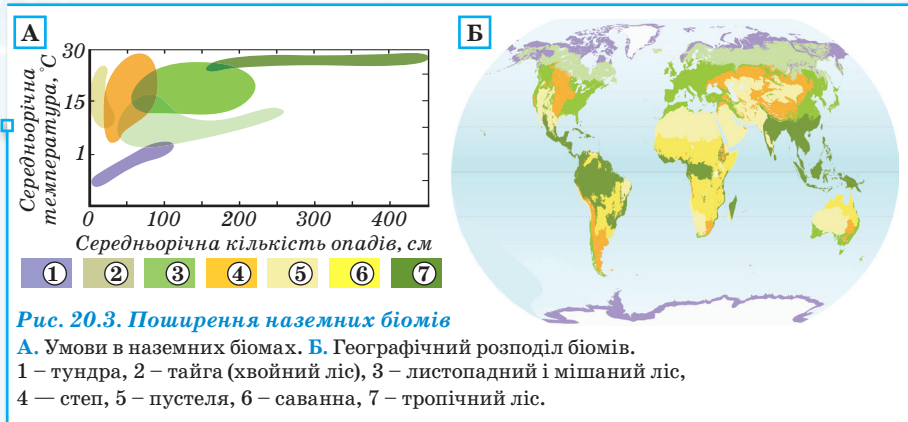 А
Б
30
15
1
Середньорічна
температура, °С
0
100
200
300
400
Середньорічна кількість опадів, см
1 2 3 4 5 6 7
Рис. 20.3. Поширення наземних біомів
А. Умови в наземних біомах. Б. Географічний розподіл біомів.
1 – тундра, 2 – тайга (хвойний ліс), 3 – листопадний і мішаний ліс,
4 — степ, 5 – пустеля, 6 – саванна, 7 – тропічний ліс.